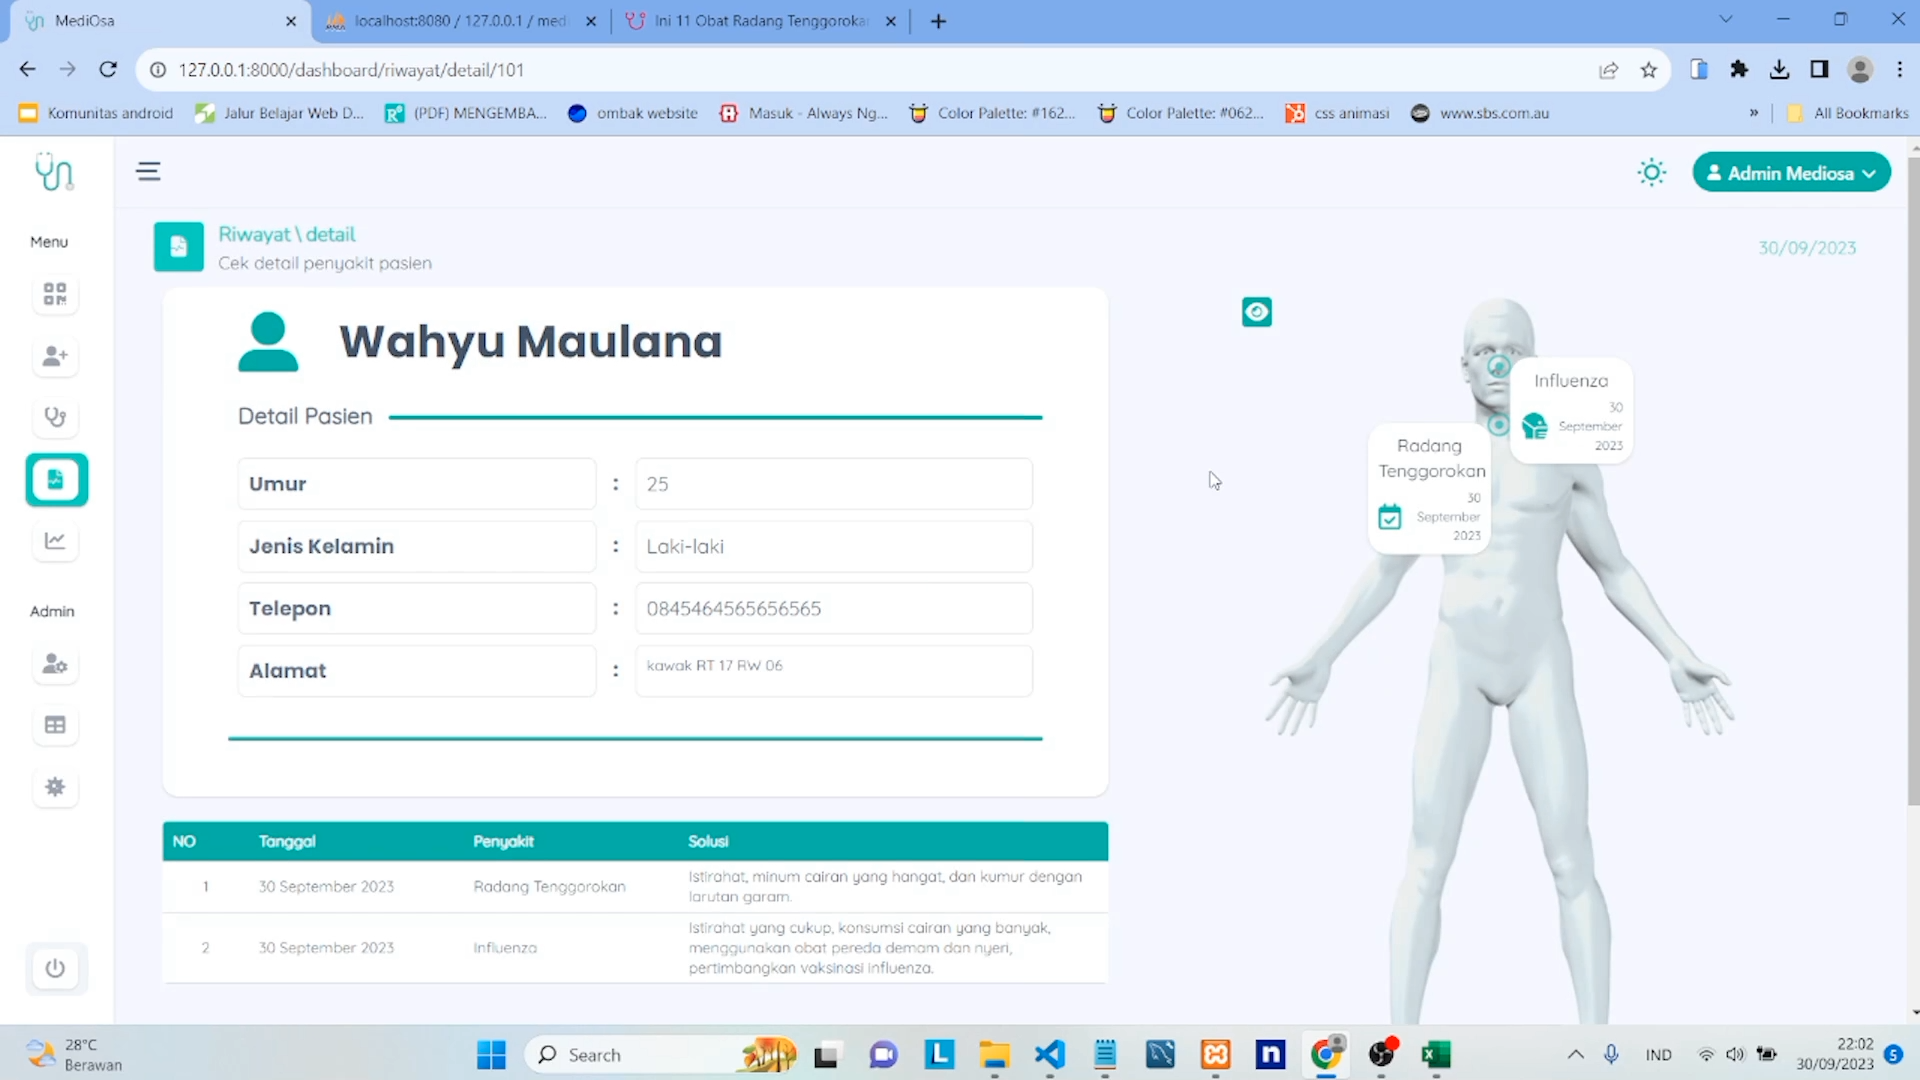 MediOsa
localhost:8080 / 127.0.0.1 / med
Ini 11 Obat Radang Tenggoroka
127.0.0.1:8000/dashboard/riwayat/detail/101
Komunitas android
Jalur Belajar Web D...
(PDF) MENGEMBA...
ombak website
Masuk - Always Ng...
Color Palette: #162...
Color Palette: #062...
css animasi
www.sbs.com.au
»
All Bookmarks
Admin Mediosa
Menu
Riwayat \ detail
Cek detail penyakit pasien
30/09/2023
Wahyu Maulana
Detail Pasien
Umur : 25
Jenis Kelamin : Laki-laki
Telepon : 0845464565656565
Alamat : kawak RT 17 RW 06
Influenza
30
September
2023
Radang
Tenggorokan
30
September
2023
Admin
NO Tanggal Penyakit Solusi
1 30 September 2023 Radang Tenggorokan Istirahat, minum cairan yang hangat, dan kumur dengan
larutan garam.
2 30 September 2023 Influenza Istirahat yang cukup, konsumsi cairan yang banyak,
menggunakan obat pereda demam dan nyeri,
pertimbangkan vaksinasi influenza.
28°C
Berawan
Search
L
n
IND
22:02
30/09/2023
5